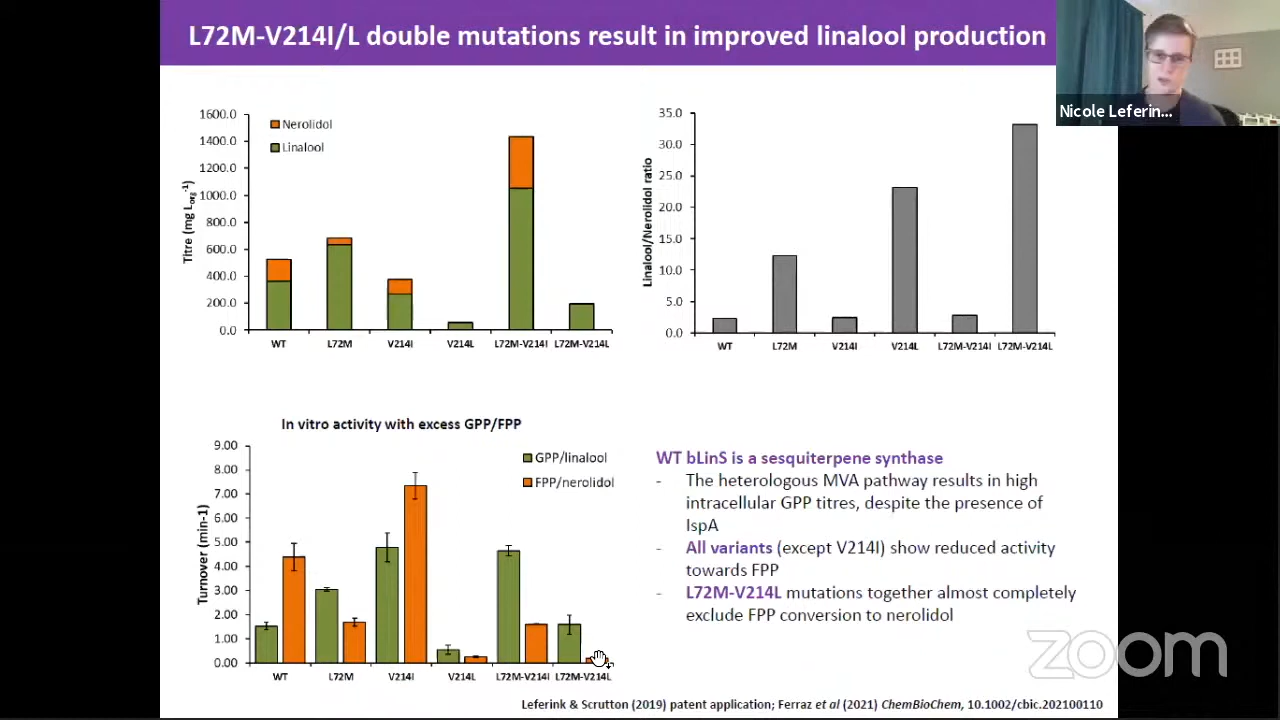 L72M-V214I/L double mutations result in improved linalool production
Nicole Leferin...
1600.0
1400.0
1200.0
1000.0
800.0
600.0
400.0
200.0
0.0
Titre (mg Lorg-1)
Nerolidol
Linalool
WT L72M V214I V214L L72M-V214I L72M-V214L
35.0
30.0
25.0
20.0
15.0
10.0
5.0
0.0
Linalool/Nerolidol ratio
WT L72M V214I V214L L72M-V214I L72M-V214L
In vitro activity with excess GPP/FPP
9.00
8.00
7.00
6.00
5.00
4.00
3.00
2.00
1.00
0.00
Turnover (min-1)
GPP/linalool
FPP/nerolidol
WT L72M V214I V214L L72M-V214I L72M-V214L
WT bLinS is a sesquiterpene synthase
- The heterologous MVA pathway results in high
intracellular GPP titres, despite the presence of
IspA
- All variants (except V214I) show reduced activity
towards FPP
- L72M-V214L mutations together almost completely
exclude FPP conversion to nerolidol
zoom
Leferink & Scrutton (2019) patent application; Ferraz et al (2021) ChemBioChem, 10.1002/cbic.202100110